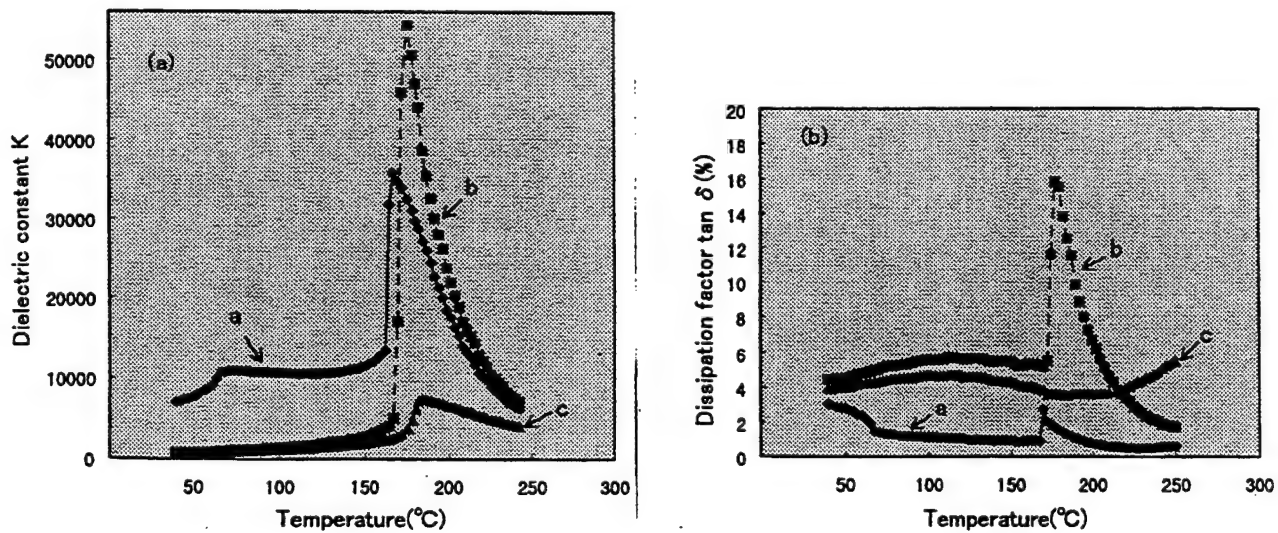 (a)
Dielectric constant K
50000
40000
30000
20000
10000
0
a
b
c
50 100 150 200 250 300
Temperature(°C)
(b)
Dissipation factor tan δ (%)
20
18
16
14
12
10
8
6
4
2
0
b
c
a
50 100 150 200 250 300
Temperature(°C)